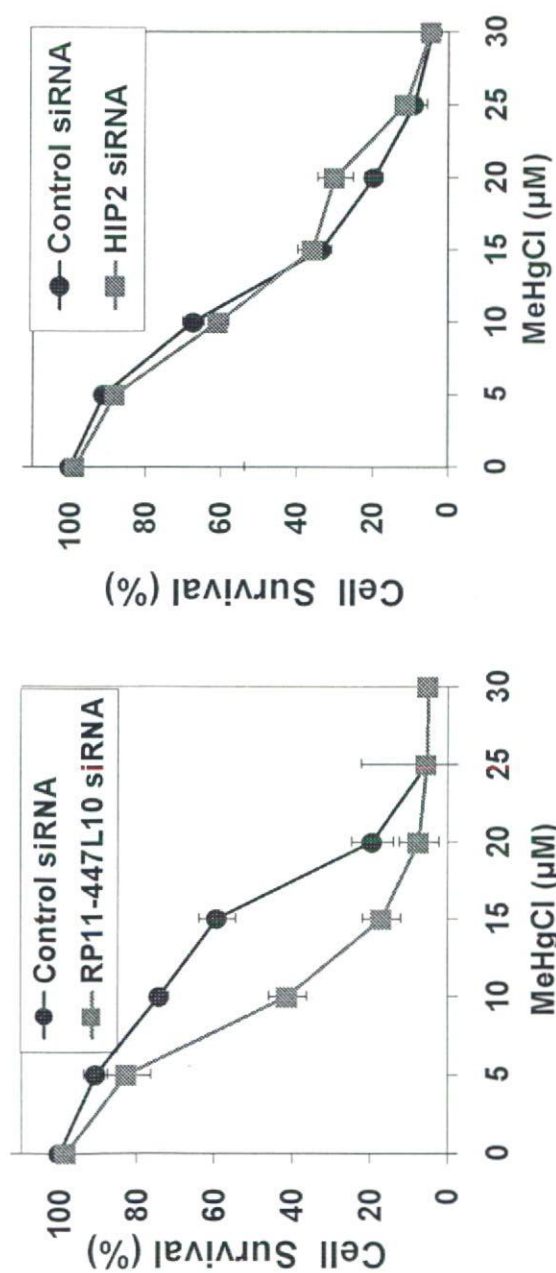 Control siRNA
RP11-447L10 siRNA
Cell Survival (%)
100
80
60
40
20
0
0 5 10 15 20 25 30
MeHgCl (µM)
Control siRNA
HIP2 siRNA
Cell Survival (%)
100
80
60
40
20
0
0 5 10 15 20 25 30
MeHgCl (µM)